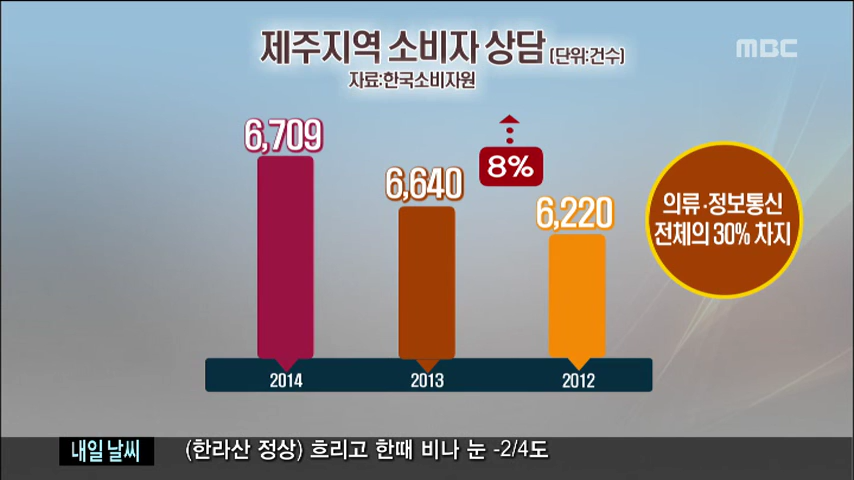 제주지역 소비자 상담 (단위:건수)
자료:한국소비자원
MBC
6,709
6,640
6,220
8%
의류·정보통신
전체의 30% 차지
2014
2013
2012
내일 날씨
(한라산 정상) 흐리고 한때 비나 눈 -2/4도